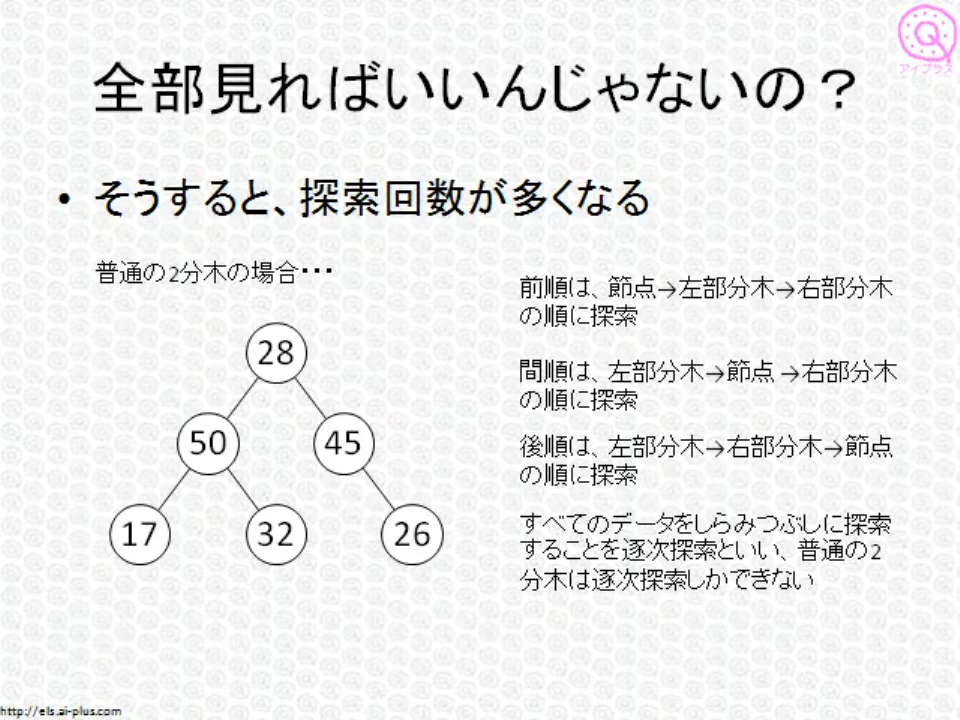 アイプラス
全部見ればいいんじゃないの？
• そうすると、探索回数が多くなる
普通の2分木の場合・・・
28
50
45
17
32
26
前順は、節点→左部分木→右部分木
の順に探索
間順は、左部分木→節点 →右部分木
の順に探索
後順は、左部分木→右部分木→節点
の順に探索
すべてのデータをしらみつぶしに探索
することを逐次探索といい、普通の2
分木は逐次探索しかできない
http://els.ai-plus.com